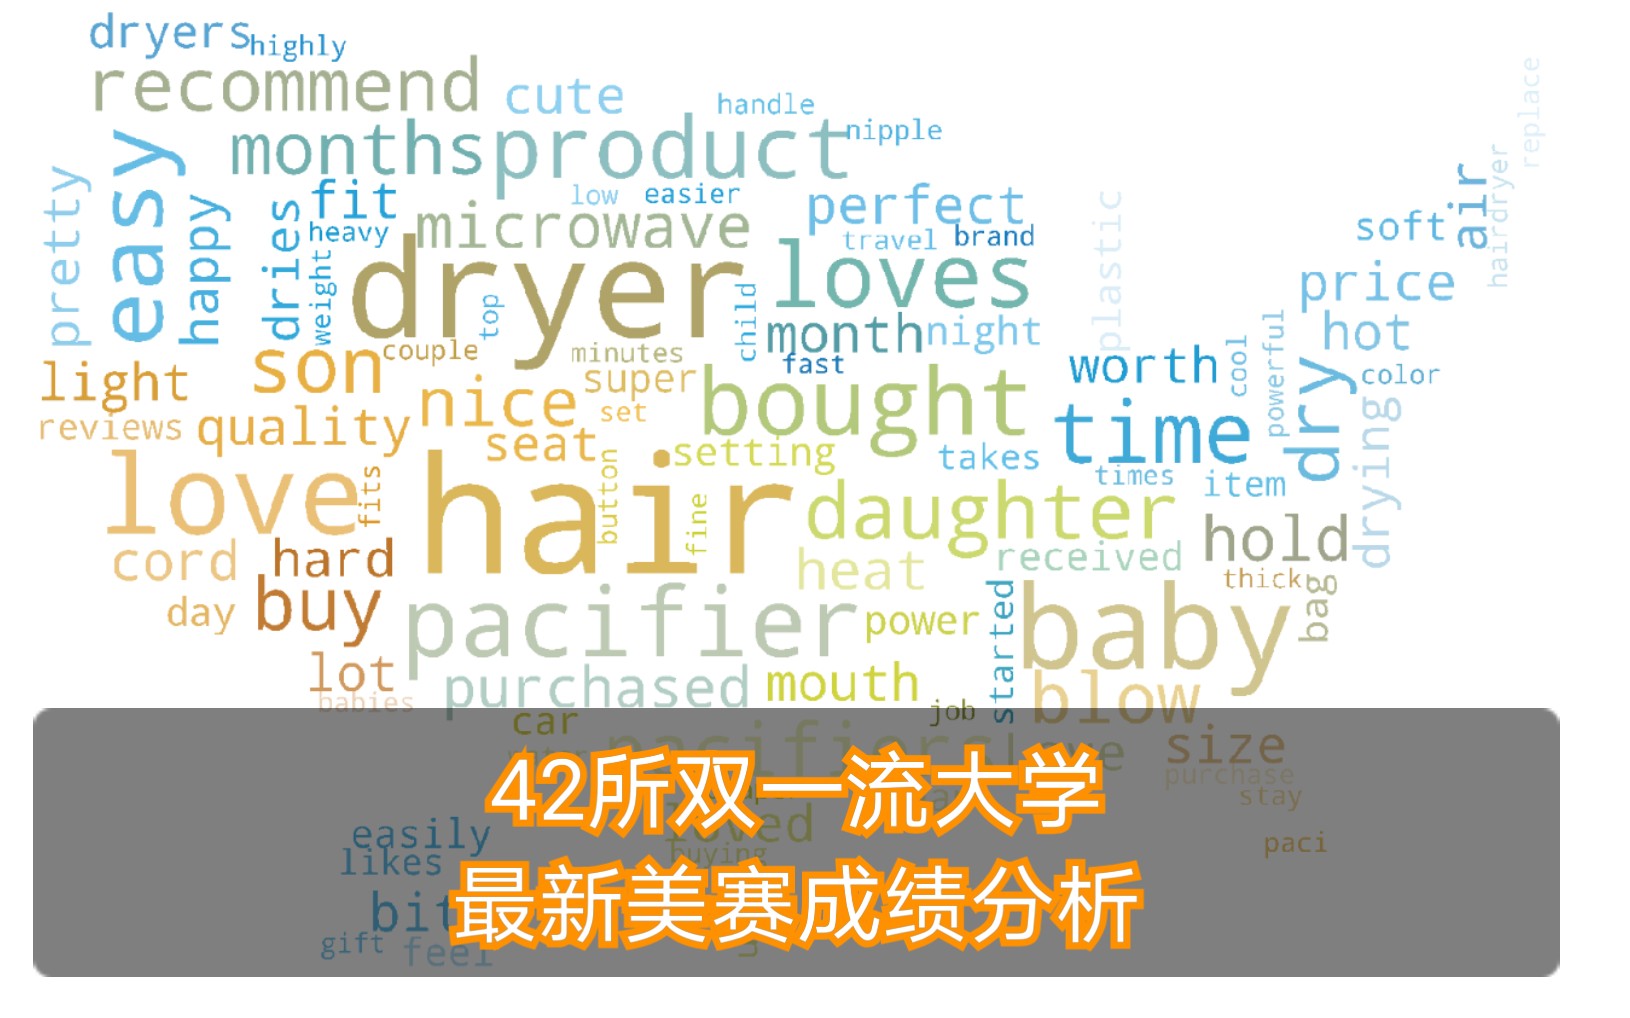 dryers highly
recommend cute handle
months product nipple
replace
easy
pretty
happy
dries
fit low easier perfect
heavy microwave travel brand
weight
dryer
top
child
loves
plastic
soft air
hairdryer
price
month night
hot
couple minutes fast
son super worth cool powerful
light nice set bought time dry color
reviews quality seat setting takes
times item drying
love fits hair button fine daughter hold
cord hard heat received
thick bag
day buy pacifier power started baby
lot purchased mouth blow
babies car job
pacifiers size
purchase
stay
42所双一流大学
loved
easily buying paci
likes
最新美赛成绩分析
bit
gift feel